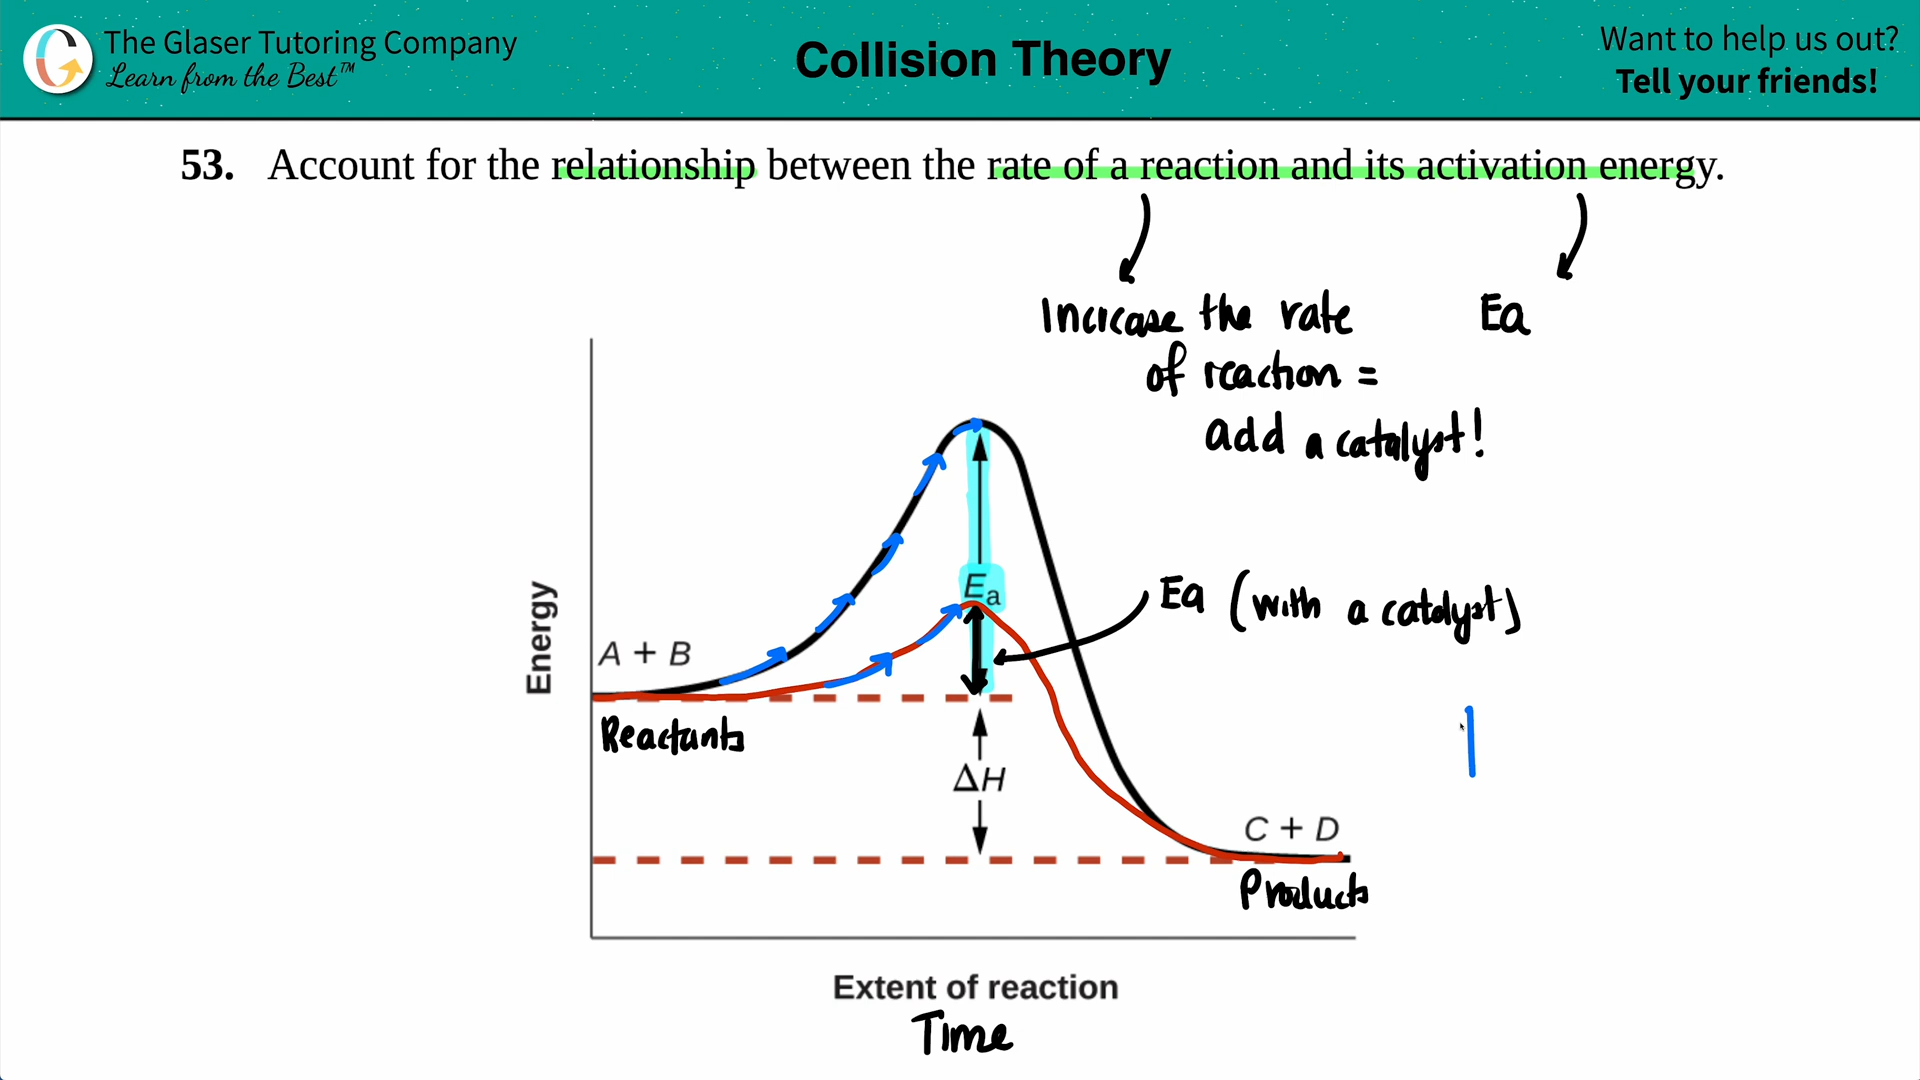 The Glaser Tutoring Company
Learn from the Best™
Collision Theory
Want to help us out?
Tell your friends!
53. Account for the relationship between the rate of a reaction and its activation energy.
Increase the rate
of reaction =
add a catalyst!
Ea
Ea
Ea (with a catalyst)
Energy
A + B
Reactants
ΔH
C + D
Products
Extent of reaction
Time